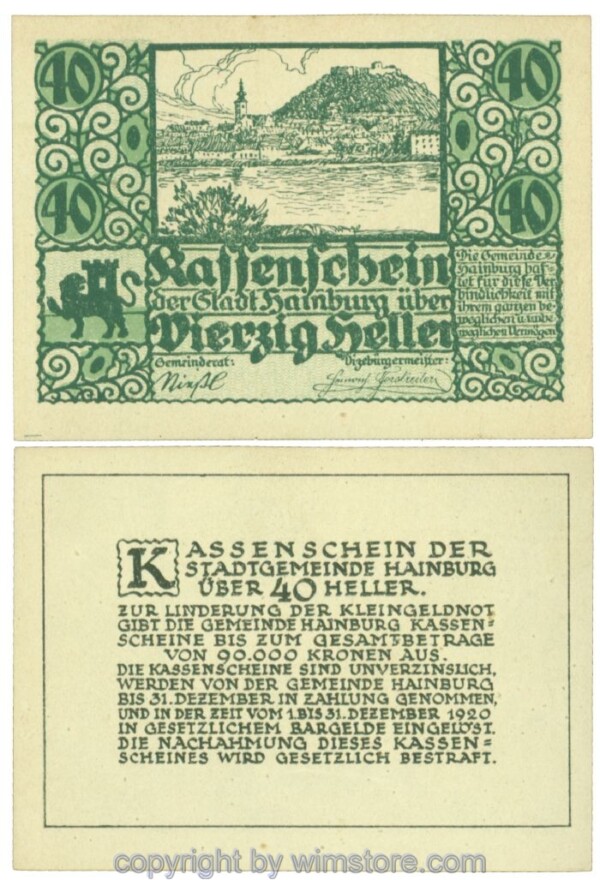 40 40
40 40
Kassenschein
der Stadt Hainburg über
Vierzig Heller
Die Gemeinde
Hainburg haf-
tet für diese Ver
bindlichkeit mit
ihrem ganzen be-
weglichen u. unbe-
weglichen Vermögen
Gemeinderat:
Vizebürgermeister:
Nießl
KASSENSCHEIN DER
STADTGEMEINDE HAINBURG
ÜBER 40 HELLER.
ZUR LINDERUNG DER KLEINGELDNOT
GIBT DIE GEMEINDE HAINBURG KASSEN=
SCHEINE BIS ZUM GESAMTBETRAGE
VON 90.000 KRONEN AUS.
DIE KASSENSCHEINE SIND UNVERZINSLICH,
WERDEN VON DER GEMEINDE HAINBURG
BIS 31. DEZEMBER IN ZAHLUNG GENOMMEN,
UND IN DER ZEIT VOM 1. BIS 31. DEZEMBER 1920
IN GESETZLICHEM BARGELDE EINGELÖST.
DIE NACHAHMUNG DIESES KASSEN=
SCHEINES WIRD GESETZLICH BESTRAFT.
copyright by wimstore.com